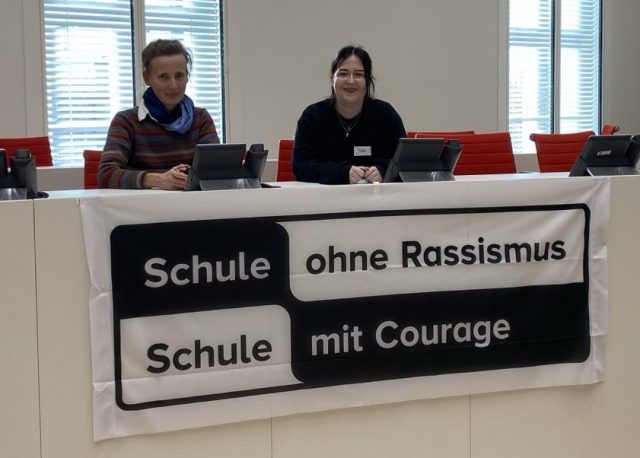 Schule ohne Rassismus
Schule mit Courage